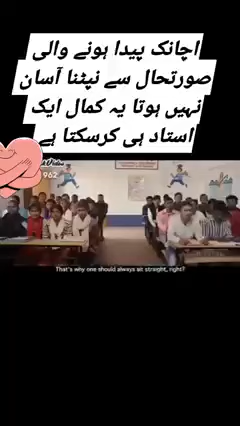 اچانک پیدا ہونے والی
صورتحال سے نپٹنا آسان
نہیں ہوتا یہ کمال ایک
استاد ہی کرسکتا ہے
962
That's why one should always sit straight, right?